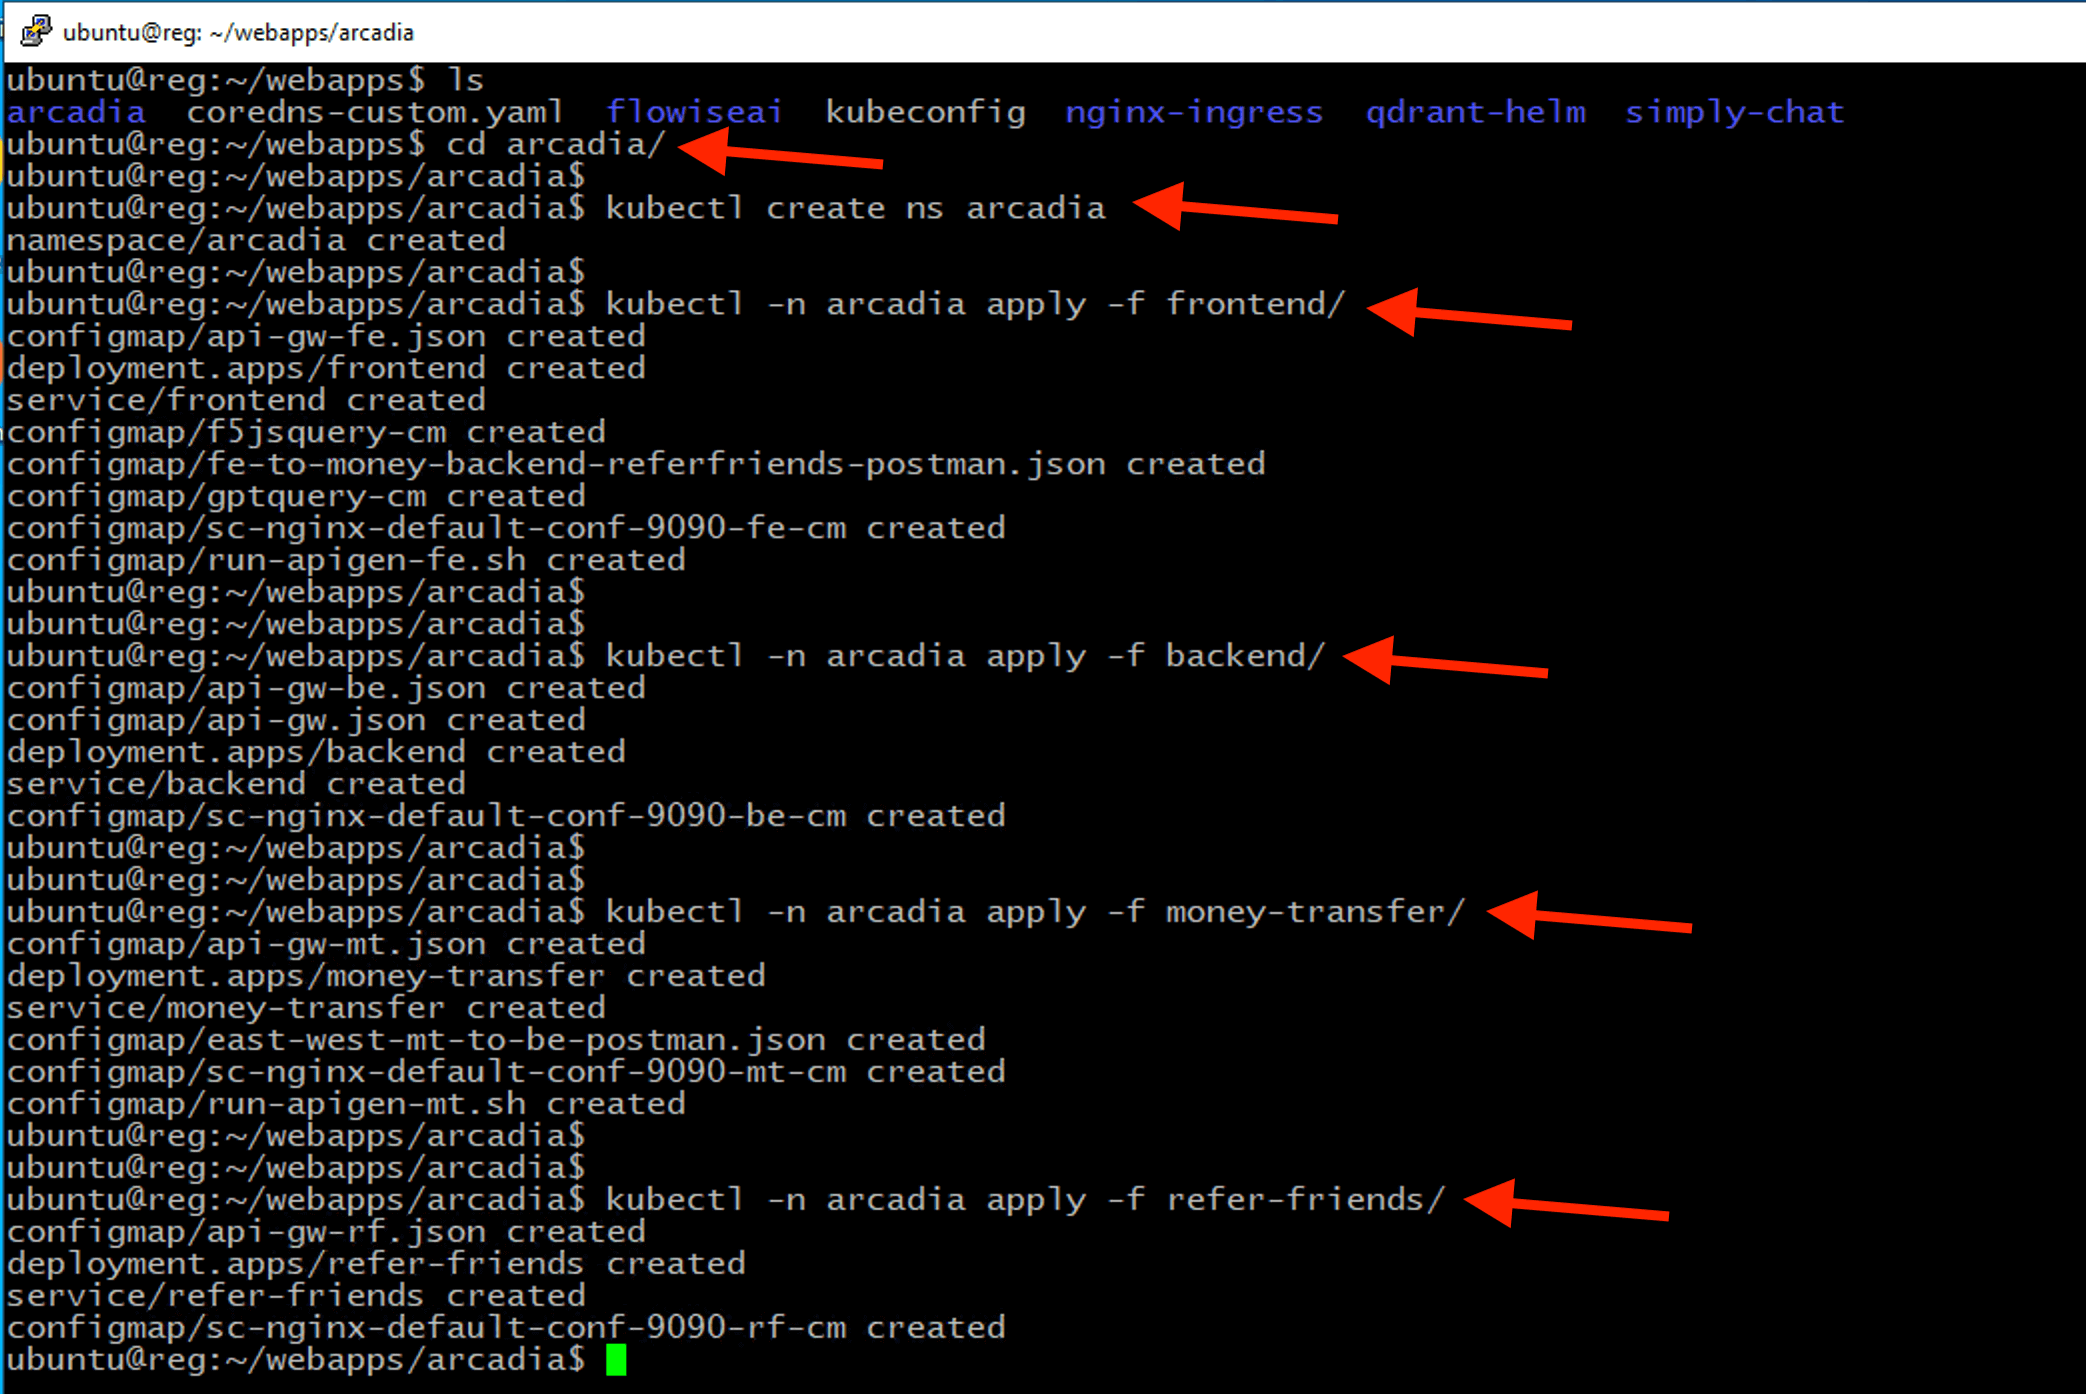 ubuntu@reg: ~/webapps/arcadia
ubuntu@reg:~/webapps$ ls
arcadia  coredns-custom.yaml  flowiseai  kubeconfig  nginx-ingress  qdrant-helm  simply-chat
ubuntu@reg:~/webapps$ cd arcadia/
ubuntu@reg:~/webapps/arcadia$
ubuntu@reg:~/webapps/arcadia$ kubectl create ns arcadia
namespace/arcadia created
ubuntu@reg:~/webapps/arcadia$
ubuntu@reg:~/webapps/arcadia$ kubectl -n arcadia apply -f frontend/
configmap/api-gw-fe.json created
deployment.apps/frontend created
service/frontend created
configmap/f5jsquery-cm created
configmap/fe-to-money-backend-referfriends-postman.json created
configmap/gptquery-cm created
configmap/sc-nginx-default-conf-9090-fe-cm created
configmap/run-apigen-fe.sh created
ubuntu@reg:~/webapps/arcadia$
ubuntu@reg:~/webapps/arcadia$
ubuntu@reg:~/webapps/arcadia$ kubectl -n arcadia apply -f backend/
configmap/api-gw-be.json created
configmap/api-gw.json created
deployment.apps/backend created
service/backend created
configmap/sc-nginx-default-conf-9090-be-cm created
ubuntu@reg:~/webapps/arcadia$
ubuntu@reg:~/webapps/arcadia$
ubuntu@reg:~/webapps/arcadia$ kubectl -n arcadia apply -f money-transfer/
configmap/api-gw-mt.json created
deployment.apps/money-transfer created
service/money-transfer created
configmap/east-west-mt-to-be-postman.json created
configmap/sc-nginx-default-conf-9090-mt-cm created
configmap/run-apigen-mt.sh created
ubuntu@reg:~/webapps/arcadia$
ubuntu@reg:~/webapps/arcadia$
ubuntu@reg:~/webapps/arcadia$ kubectl -n arcadia apply -f refer-friends/
configmap/api-gw-rf.json created
deployment.apps/refer-friends created
service/refer-friends created
configmap/sc-nginx-default-conf-9090-rf-cm created
ubuntu@reg:~/webapps/arcadia$